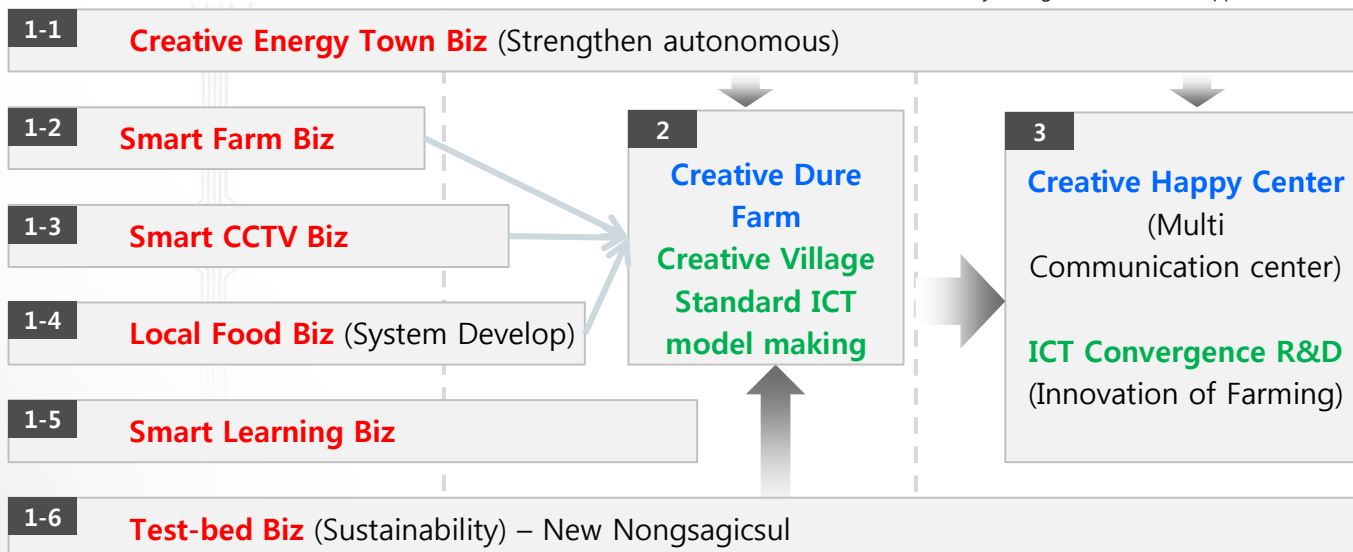 1-1
Creative Energy Town Biz (Strengthen autonomous)
1-2
Smart Farm Biz
1-3
Smart CCTV Biz
1-4
Local Food Biz (System Develop)
1-5
Smart Learning Biz
1-6
Test-bed Biz (Sustainability) – New Nongsagicsul
2
Creative Dure
Farm
Creative Village
Standard ICT
model making
3
Creative Happy Center
(Multi
Communication center)
ICT Convergence R&D
(Innovation of Farming)